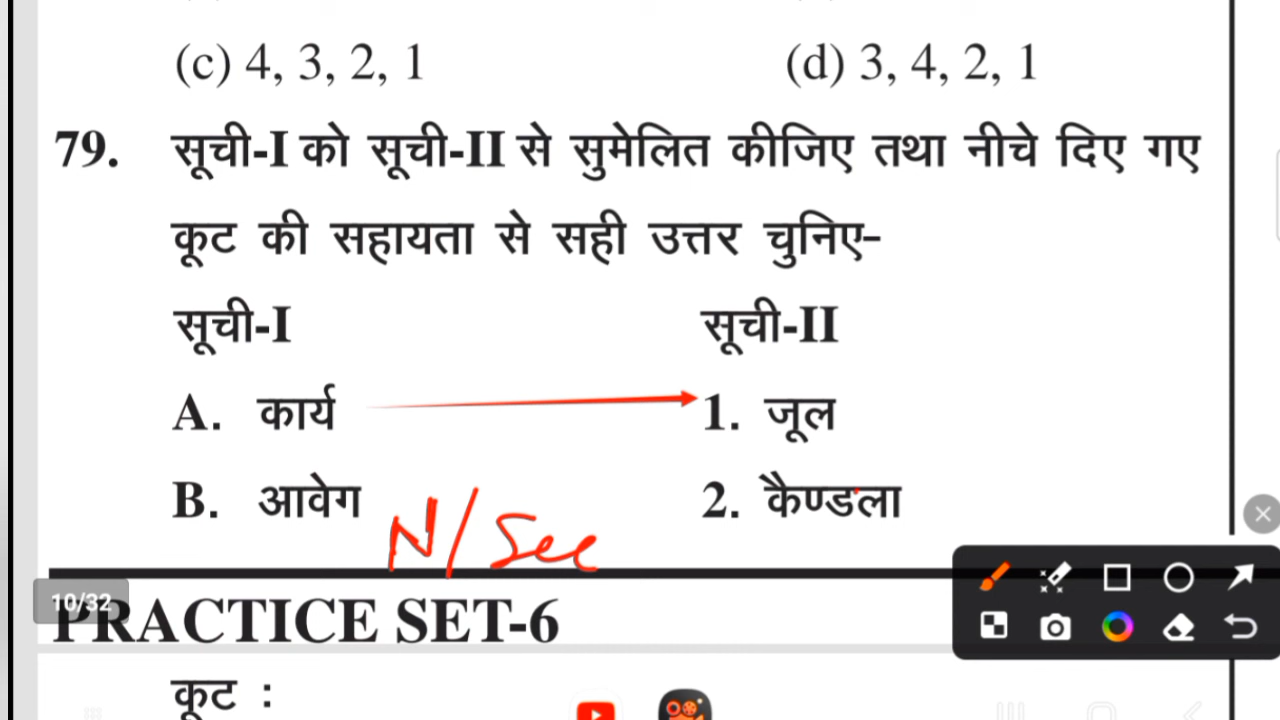 (c) 4, 3, 2, 1 (d) 3, 4, 2, 1
79. सूची-I को सूची-II से सुमेलित कीजिए तथा नीचे दिए गए
कूट की सहायता से सही उत्तर चुनिए-
सूची-I सूची-II
A. कार्य 1. जूल
B. आवेग N/See 2. कैण्डला
10/32
PRACTICE SET-6
कूट :